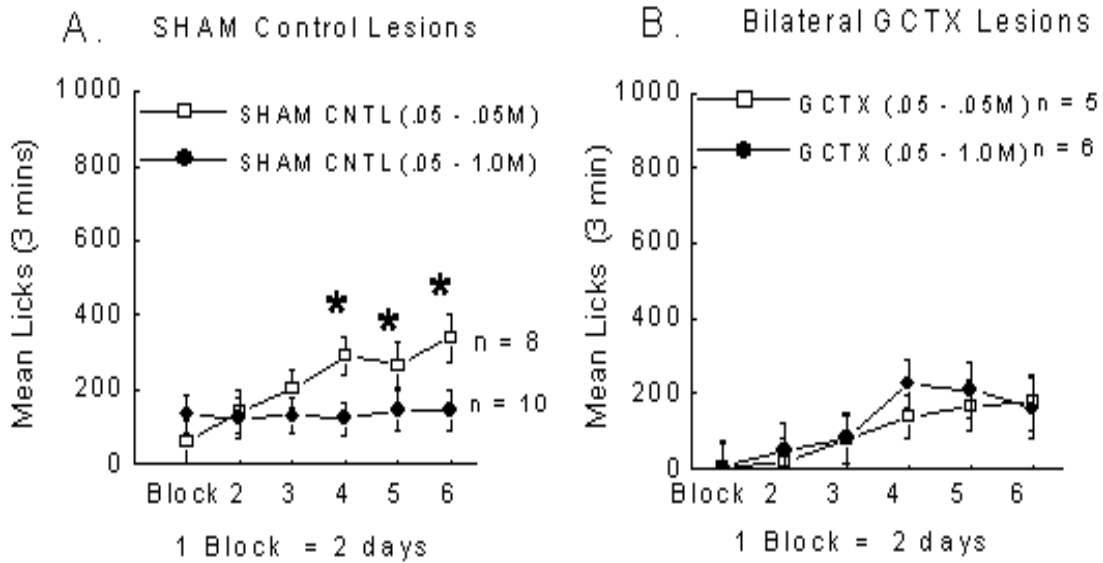 A. SHAM Control Lesions
1000
800
600
400
200
0
Mean Licks (3 mins)
SHAM CNTL (.05 - .05M)
SHAM CNTL (.05 - 1.0M)
* * *
n = 8
n = 10
Block 2 3 4 5 6
1 Block = 2 days
B. Bilateral GCTX Lesions
1000
800
600
400
200
0
Mean Licks (3 min)
GCTX (.05 - .05M) n = 5
GCTX (.05 - 1.0M) n = 6
Block 2 3 4 5 6
1 Block = 2 days